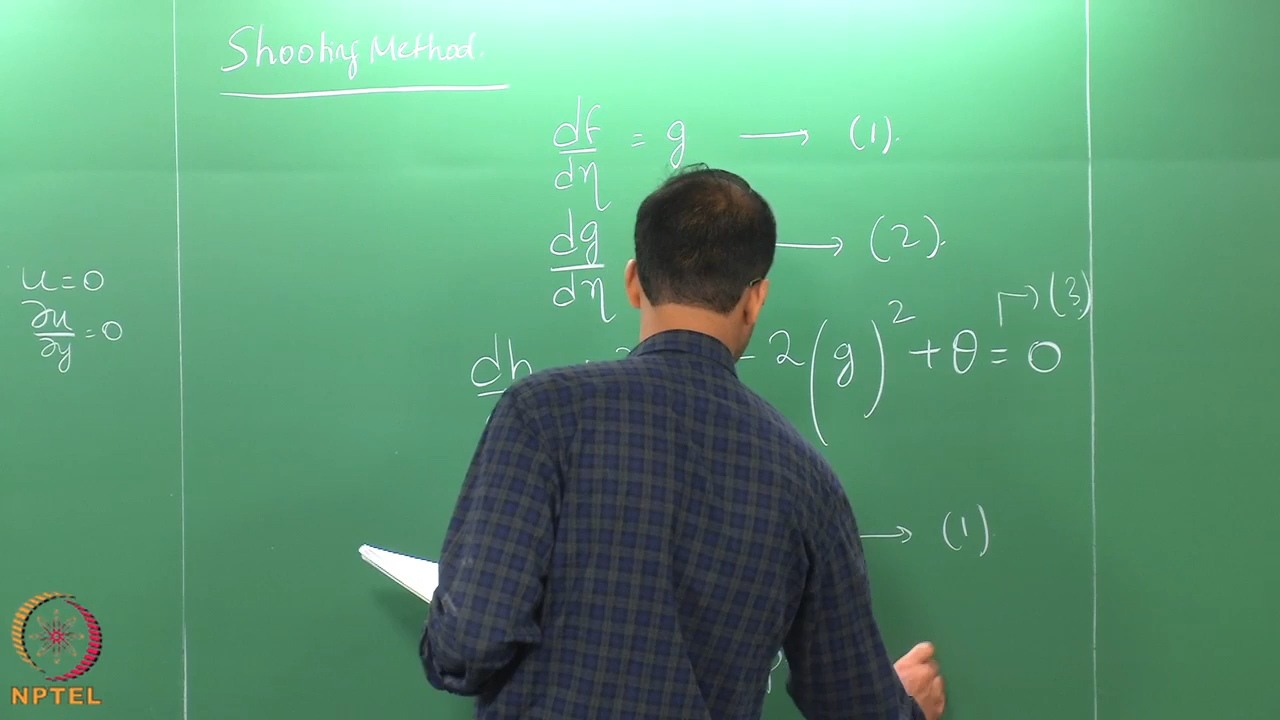 Shooting Method.
df/dη = g ⟶ (1).
dg/dη ⟶ (2).
u=0
∂u/∂y =0
dh - 2(g)² + θ = 0 → (3)
⟶ (1)
NPTEL